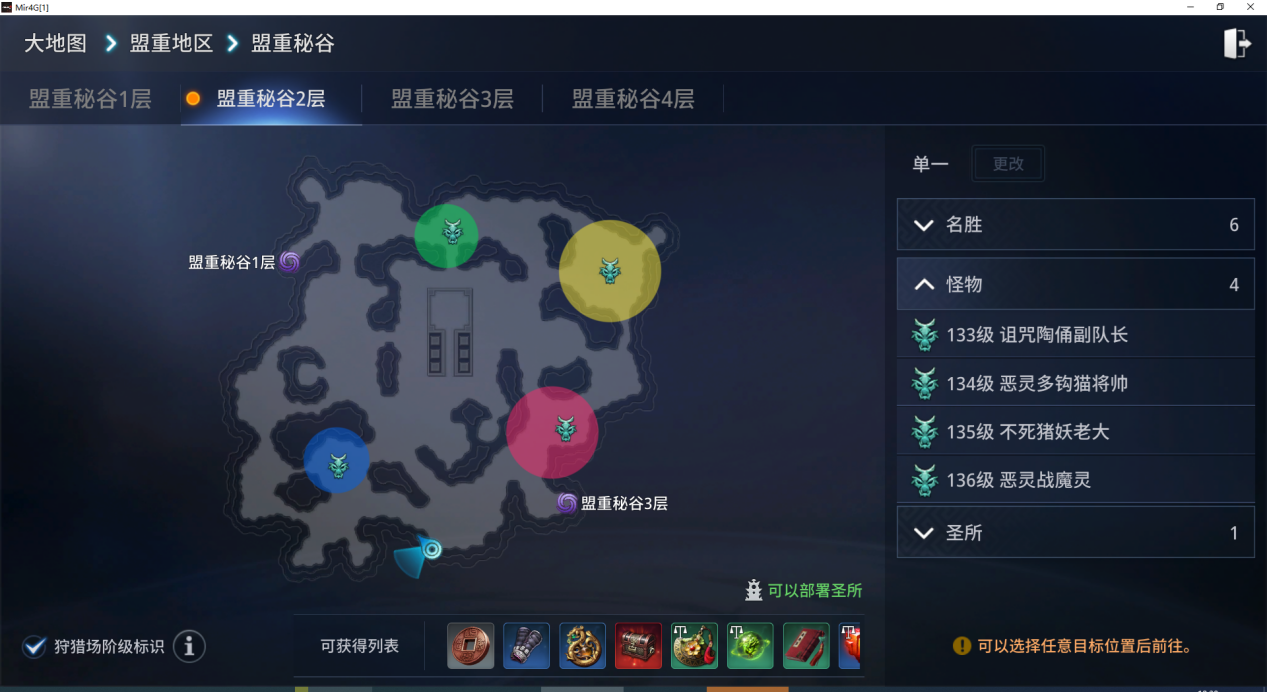 Mir4G[1]
大地图 盟重地区 盟重秘谷
盟重秘谷1层 盟重秘谷2层 盟重秘谷3层 盟重秘谷4层
单一 更改
名胜 6
盟重秘谷1层
怪物 4
133级 诅咒陶俑副队长
134级 恶灵多钩猫将帅
135级 不死猪妖老大
136级 恶灵战魔灵
盟重秘谷3层
圣所 1
可以部署圣所
狩猎场阶级标识
可获得列表
可以选择任意目标位置后前往。